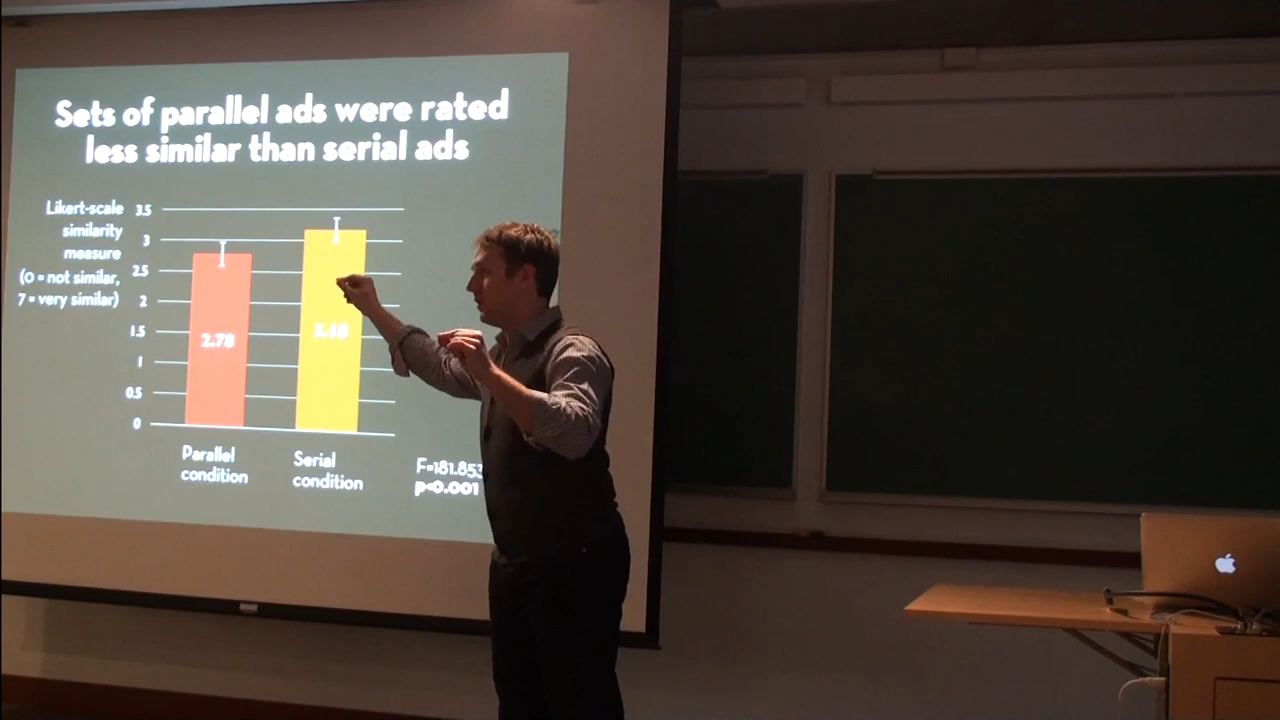 Sets of parallel ads were rated
less similar than serial ads
Likert-scale
similarity
measure
(0 = not similar,
7 = very similar)
3.5
3
2.5
2
1.5
1
0.5
0
2.78
Parallel
condition
Serial
condition
F=181.853
p<0.001